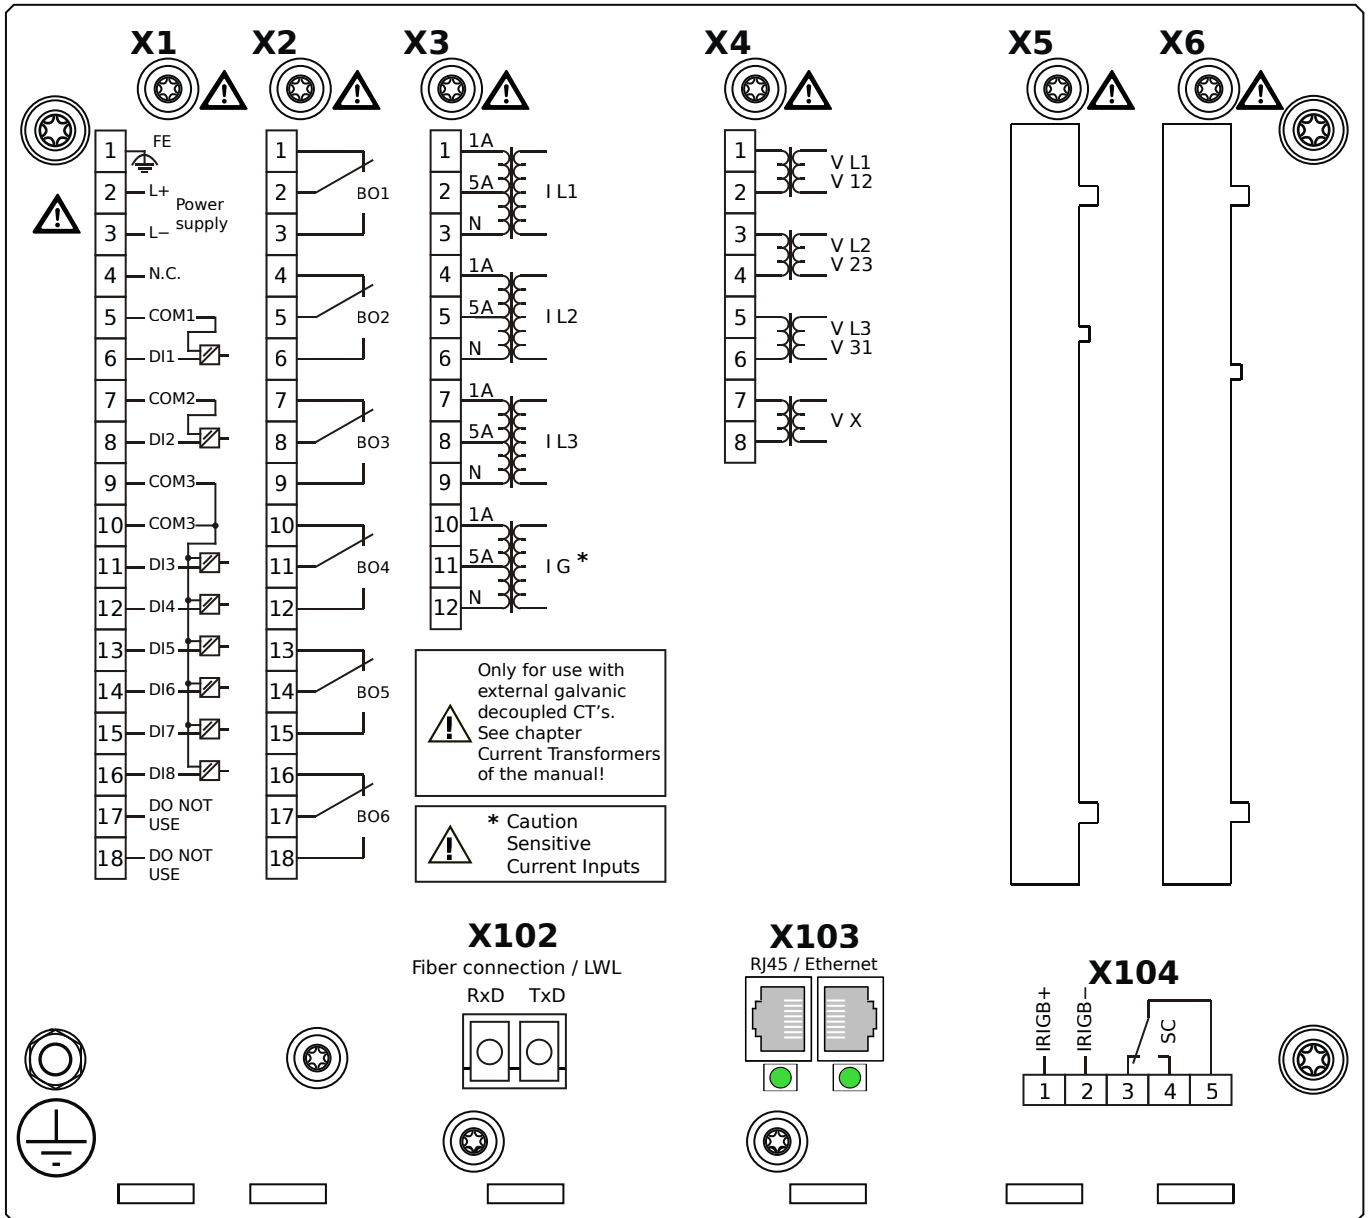 X1
X2
X3
X4
X5
X6
1 FE
2 L+
Power
supply
3 L−
4 N.C.
5 COM1
6 DI1
7 COM2
8 DI2
9 COM3
10 COM3
11 DI3
12 DI4
13 DI5
14 DI6
15 DI7
16 DI8
17 DO NOT
USE
18 DO NOT
USE
1
2 BO1
3
4
5 BO2
6
7
8 BO3
9
10
11 BO4
12
13
14 BO5
15
16
17 BO6
18
1 1A
2 5A I L1
3 N
4 1A
5 5A I L2
6 N
7 1A
8 5A I L3
9 N
10 1A
11 5A I G *
12 N
Only for use with
external galvanic
decoupled CT's.
See chapter
Current Transformers
of the manual!
* Caution
Sensitive
Current Inputs
1 V L1
2 V 12
3 V L2
4 V 23
5 V L3
6 V 31
7 V X
8
X102
Fiber connection / LWL
RxD TxD
X103
RJ45 / Ethernet
X104
IRIGB+
IRIGB−
SC
1 2 3 4 5